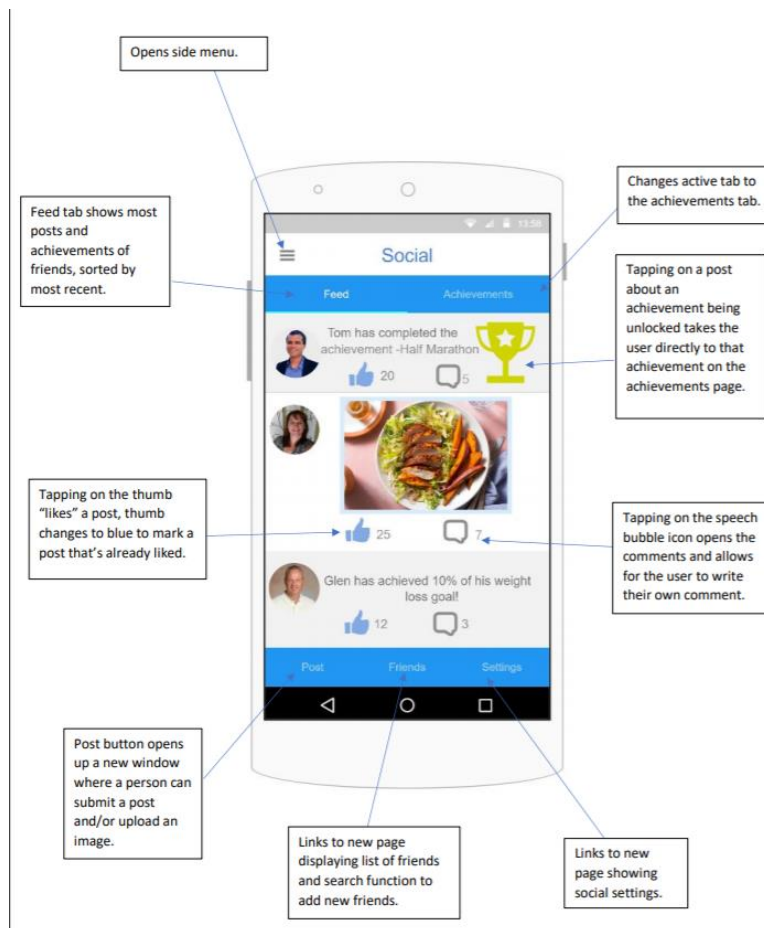 Opens side menu.
Changes active tab to
the achievements tab.
Feed tab shows most
posts and
achievements of
friends, sorted by
most recent.
13:56
Social
Feed
Achievements
Tapping on a post
about an
achievement being
unlocked takes the
user directly to that
achievement on the
achievements page.
Tom has completed the
achievement -Half Marathon
20
5
Tapping on the thumb
“likes” a post, thumb
changes to blue to mark a
post that’s already liked.
25
7
Tapping on the speech
bubble icon opens the
comments and allows
for the user to write
their own comment.
Glen has achieved 10% of his weight
loss goal!
12
3
Post
Friends
Settings
Post button opens
up a new window
where a person can
submit a post
and/or upload an
image.
Links to new page
displaying list of friends
and search function to
add new friends.
Links to new
page showing
social settings.